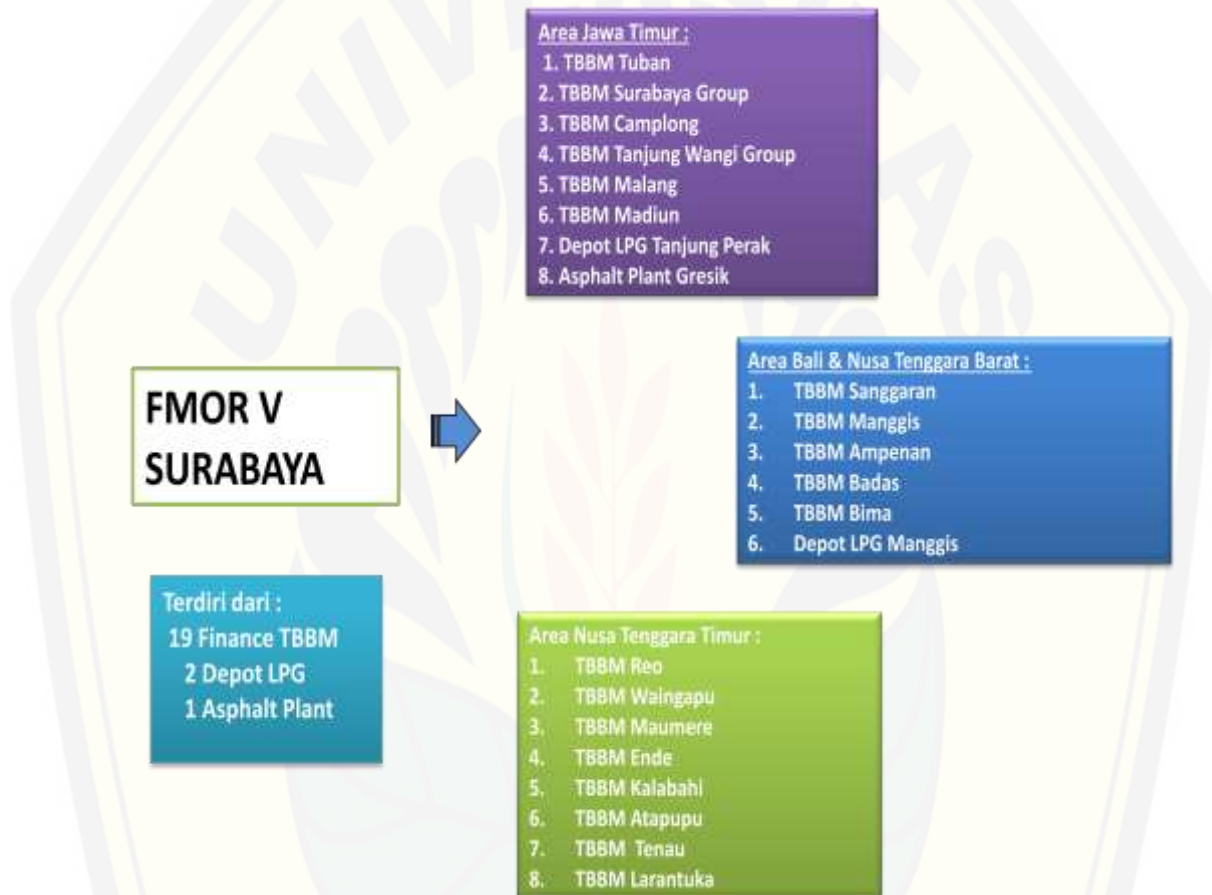 Area Jawa Timur :
1. TBBM Tuban
2. TBBM Surabaya Group
3. TBBM Camplong
4. TBBM Tanjung Wangi Group
5. TBBM Malang
6. TBBM Madiun
7. Depot LPG Tanjung Perak
8. Asphalt Plant Gresik
FMOR V
SURABAYA
Area Bali & Nusa Tenggara Barat :
1. TBBM Sanggaran
2. TBBM Manggis
3. TBBM Ampenan
4. TBBM Badas
5. TBBM Bima
6. Depot LPG Manggis
Terdiri dari :
19 Finance TBBM
2 Depot LPG
1 Asphalt Plant
Area Nusa Tenggara Timur :
1. TBBM Reo
2. TBBM Waingapu
3. TBBM Maumere
4. TBBM Ende
5. TBBM Kalabahi
6. TBBM Atapupu
7. TBBM Tenau
8. TBBM Larantuka